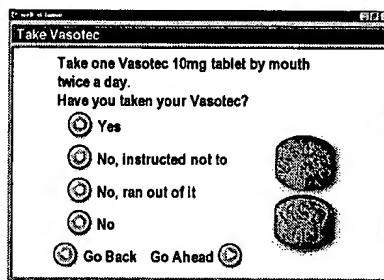 Take Vasotec
Take one Vasotec 10mg tablet by mouth
twice a day.
Have you taken your Vasotec?
Yes
No, instructed not to
No, ran out of it
No
Go Back Go Ahead